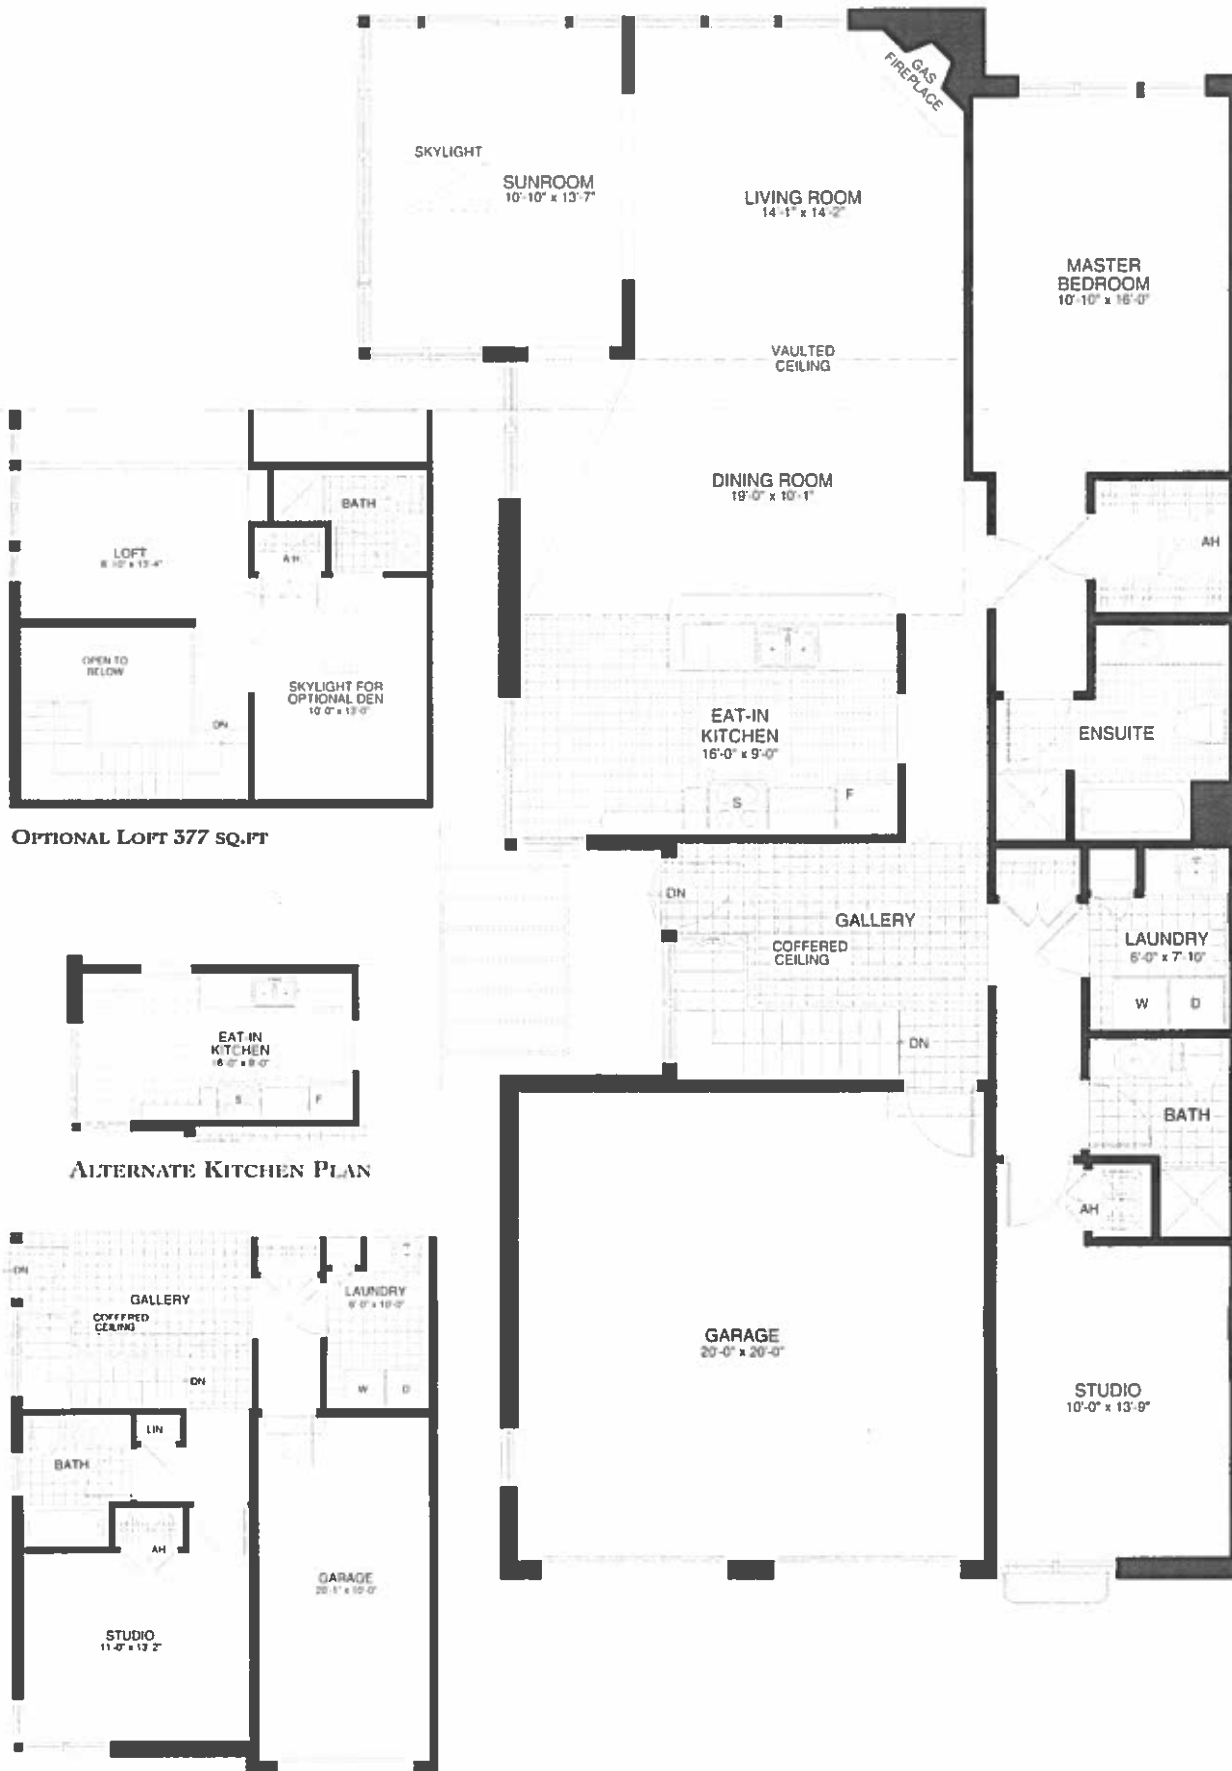 GAS
FIREPLACE
SKYLIGHT
SUNROOM
10'-10" x 13'-7"
LIVING ROOM
14'-1" x 14'-2"
MASTER
BEDROOM
10'-10" x 16'-0"
VAULTED
CEILING
DINING ROOM
19'-0" x 10'-1"
AH
BATH
AH
LOFT
OPEN TO
BELOW
DN
SKYLIGHT FOR
OPTIONAL DEN
10'-0" x 13'-0"
OPTIONAL LOFT 377 SQ.FT
EAT-IN
KITCHEN
16'-0" x 9'-0"
S
F
ENSUITE
DN
GALLERY
COFFERED
CEILING
DN
LAUNDRY
6'-0" x 7'-10"
W
D
EAT-IN
KITCHEN
S
F
ALTERNATE KITCHEN PLAN
BATH
AH
DN
GALLERY
COFFERED
CEILING
DN
LAUNDRY
W
D
LIN
BATH
AH
GARAGE
STUDIO
11'-0" x 13'-2"
GARAGE
20'-0" x 20'-0"
STUDIO
10'-0" x 13'-9"